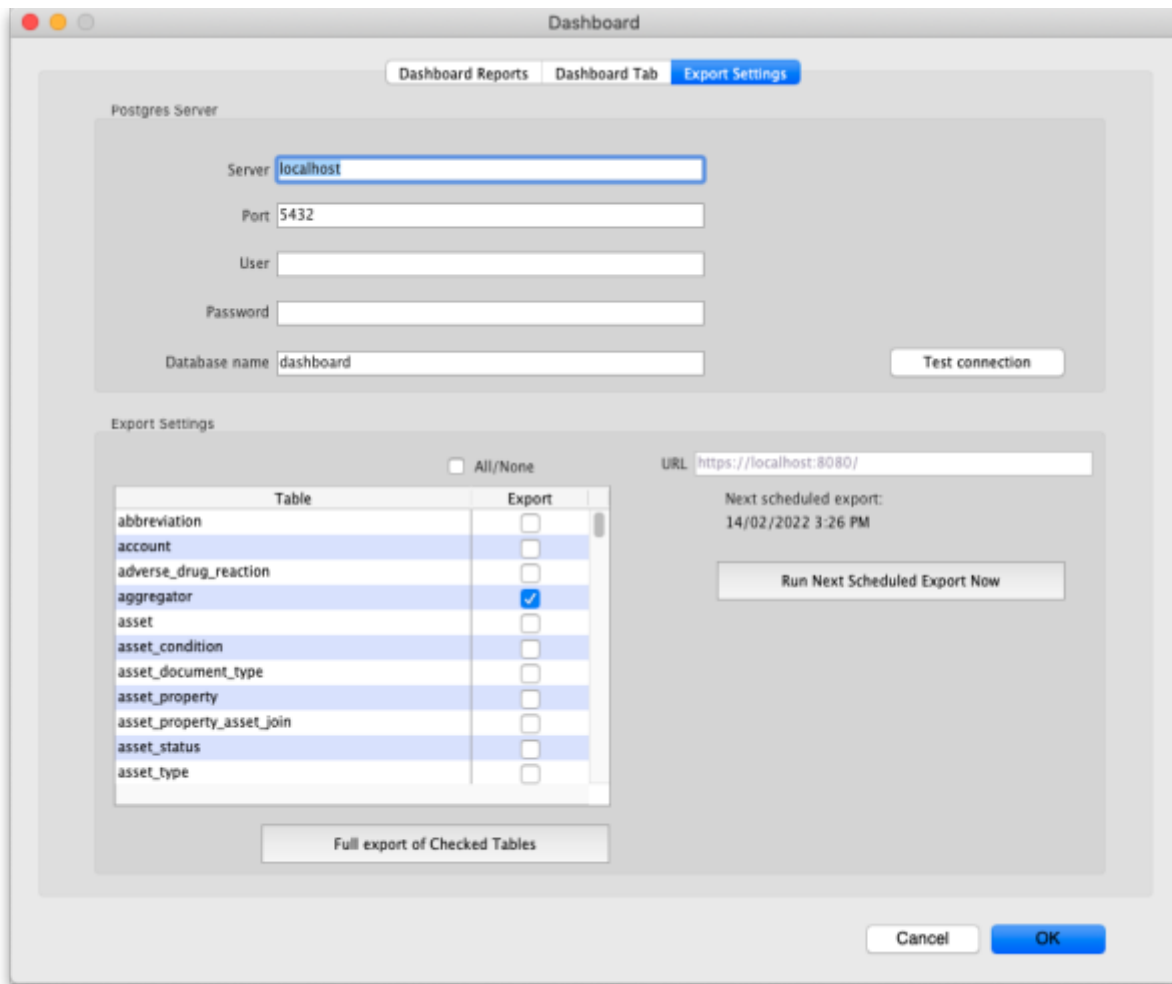 Dashboard
Dashboard Reports Dashboard Tab Export Settings
Postgres Server
Server localhost
Port 5432
User
Password
Database name dashboard
Test connection
Export Settings
All/None
URL https://localhost:8080/
Table Export
Next scheduled export:
14/02/2022 3:26 PM
abbreviation
account
adverse_drug_reaction
Run Next Scheduled Export Now
aggregator
asset
asset_condition
asset_document_type
asset_property
asset_property_asset_join
asset_status
asset_type
Full export of Checked Tables
Cancel OK